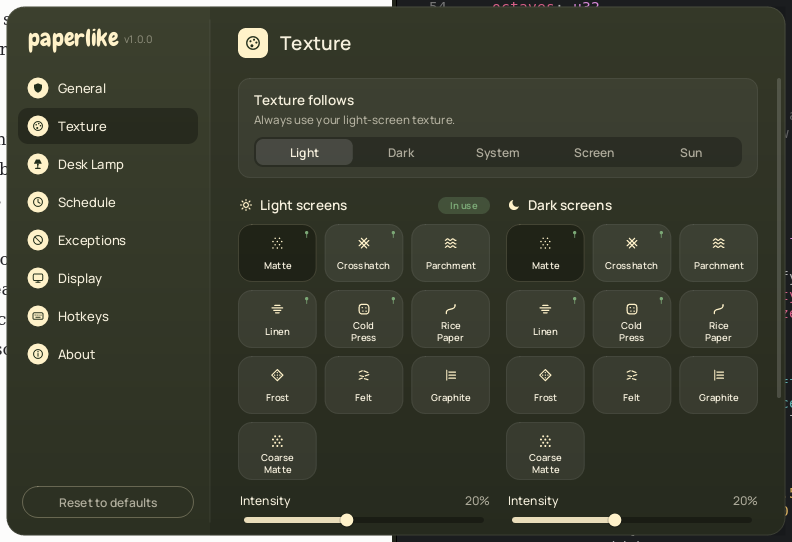 paperlike v1.0.0
General
Texture
Desk Lamp
Schedule
Exceptions
Display
Hotkeys
About
Reset to defaults
Texture
Texture follows
Always use your light-screen texture.
Light Dark System Screen Sun
Light screens In use
Matte Crosshatch Parchment
Linen Cold Press Rice Paper
Frost Felt Graphite
Coarse Matte
Intensity 20%
Dark screens
Matte Crosshatch Parchment
Linen Cold Press Rice Paper
Frost Felt Graphite
Coarse Matte
Intensity 20%